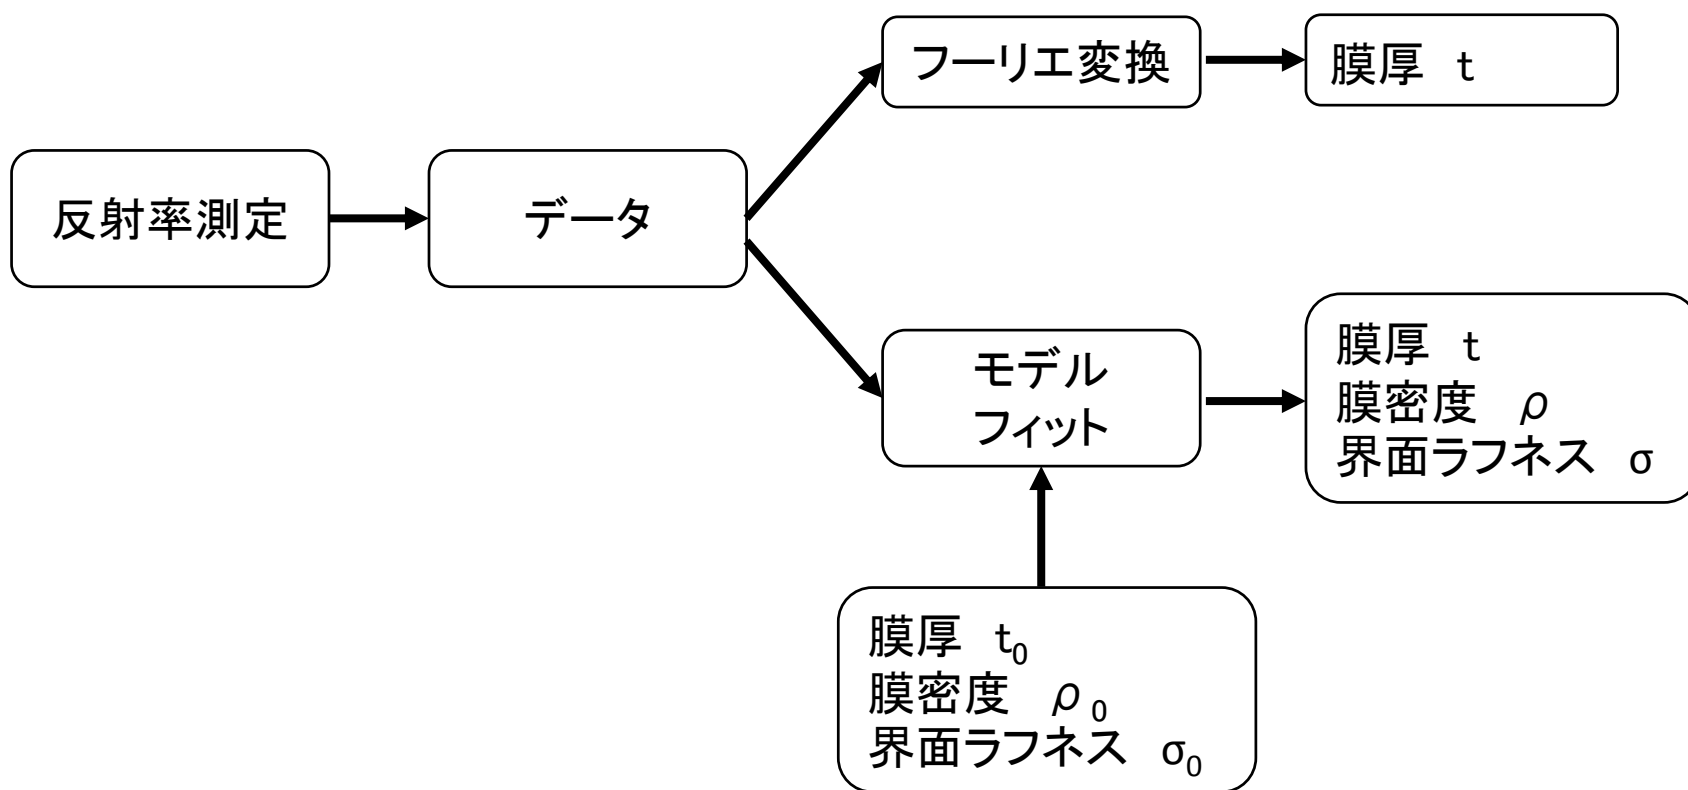 フーリエ変換
膜厚 t
反射率測定
データ
モデル
フィット
膜厚 t
膜密度 ρ
界面ラフネス σ
膜厚 t₀
膜密度 ρ₀
界面ラフネス σ₀